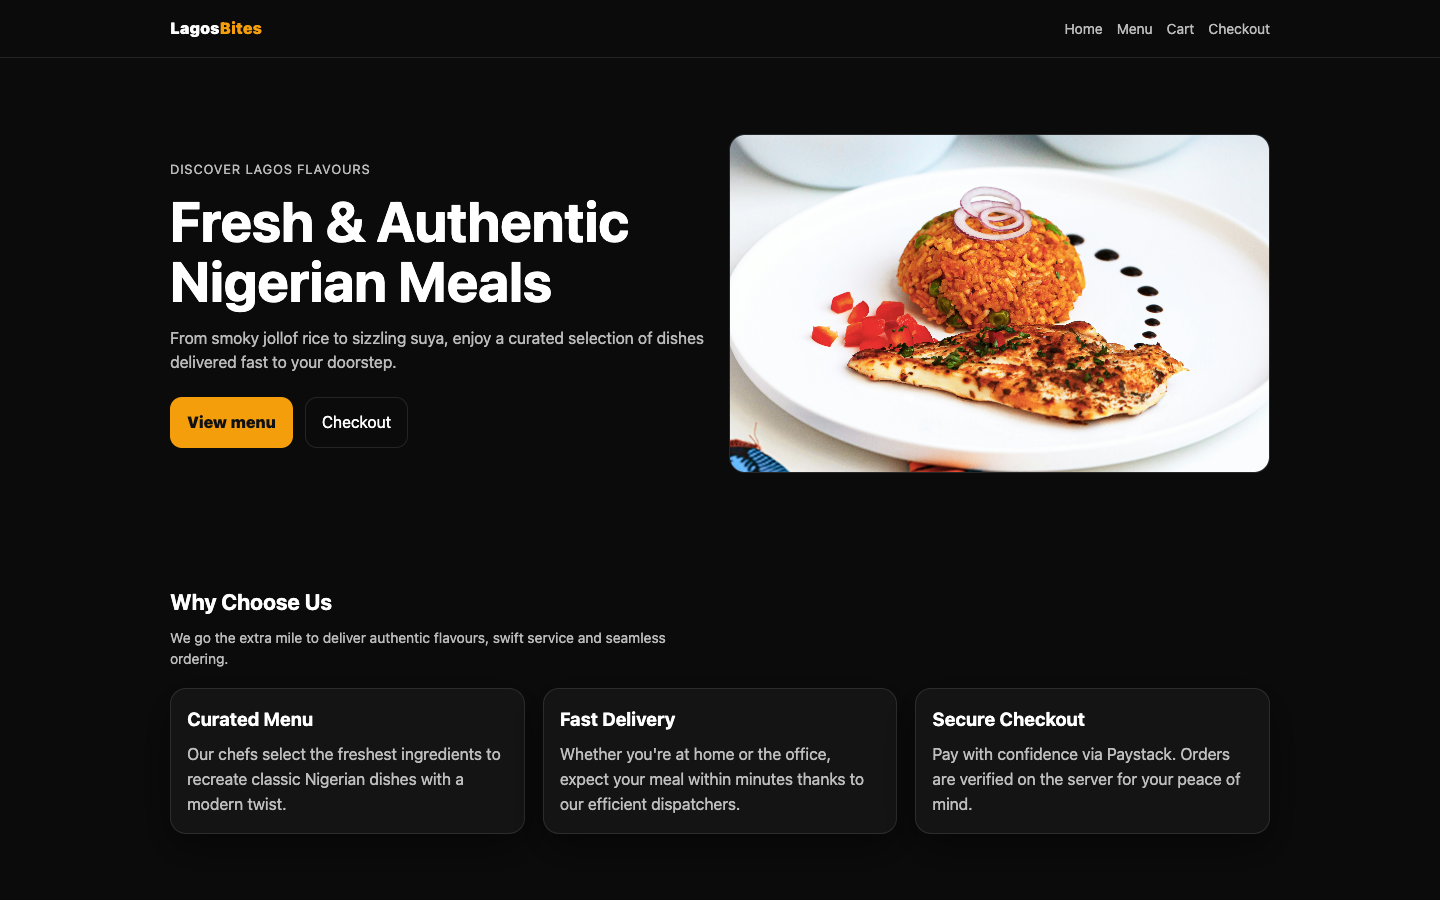 LagosBites
Home Menu Cart Checkout
DISCOVER LAGOS FLAVOURS
Fresh & Authentic
Nigerian Meals
From smoky jollof rice to sizzling suya, enjoy a curated selection of dishes
delivered fast to your doorstep.
View menu
Checkout
Why Choose Us
We go the extra mile to deliver authentic flavours, swift service and seamless
ordering.
Curated Menu
Our chefs select the freshest ingredients to
recreate classic Nigerian dishes with a
modern twist.
Fast Delivery
Whether you're at home or the office,
expect your meal within minutes thanks to
our efficient dispatchers.
Secure Checkout
Pay with confidence via Paystack. Orders
are verified on the server for your peace of
mind.